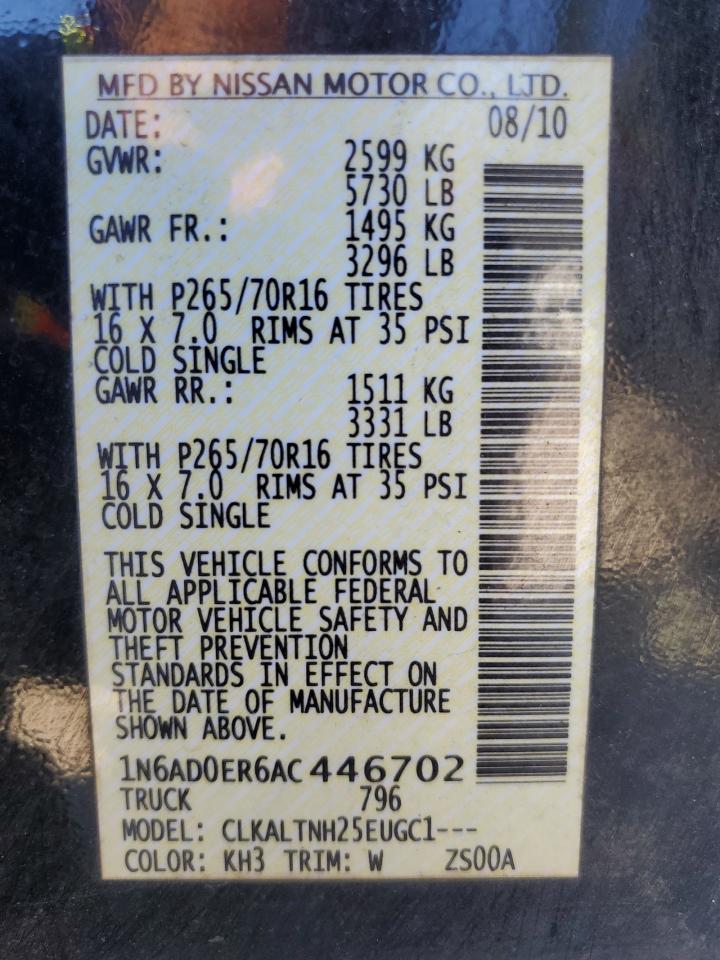 MFD BY NISSAN MOTOR CO., LTD.
DATE: 08/10
GVWR: 2599 KG
5730 LB
GAWR FR.: 1495 KG
3296 LB
WITH P265/70R16 TIRES
16 X 7.0 RIMS AT 35 PSI
COLD SINGLE
GAWR RR.: 1511 KG
3331 LB
WITH P265/70R16 TIRES
16 X 7.0 RIMS AT 35 PSI
COLD SINGLE
THIS VEHICLE CONFORMS TO
ALL APPLICABLE FEDERAL
MOTOR VEHICLE SAFETY AND
THEFT PREVENTION
STANDARDS IN EFFECT ON
THE DATE OF MANUFACTURE
SHOWN ABOVE.
1N6AD0ER6AC446702
TRUCK 796
MODEL: CLKALTNH25EUGC1---
COLOR: KH3 TRIM: W ZS00A